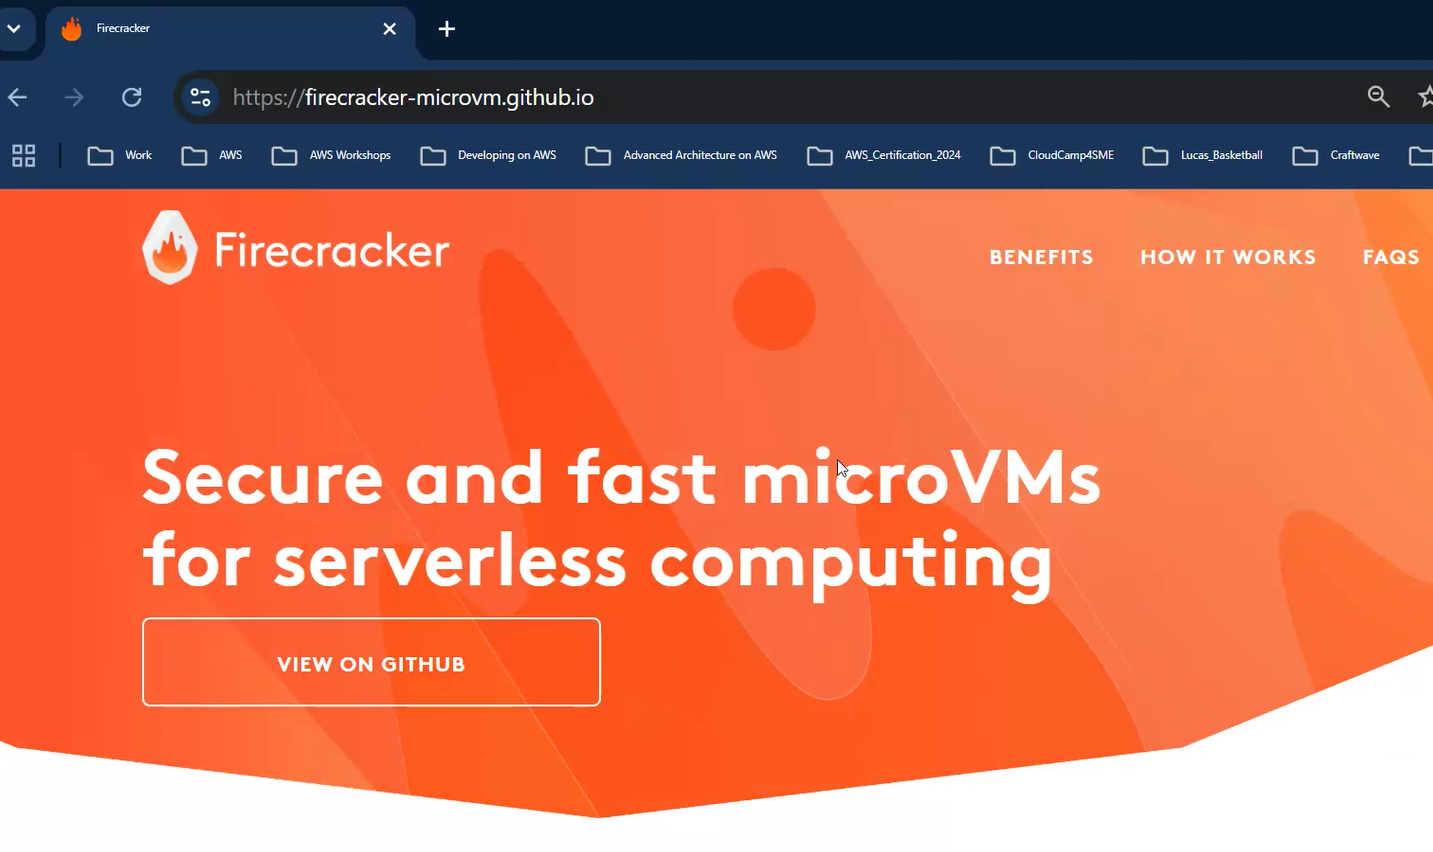 Firecracker
https://firecracker-microvm.github.io
Work AWS AWS Workshops Developing on AWS Advanced Architecture on AWS AWS_Certification_2024 CloudCamp4SME Lucas_Basketball Craftwave
Firecracker
BENEFITS HOW IT WORKS FAQS
Secure and fast microVMs
for serverless computing
VIEW ON GITHUB